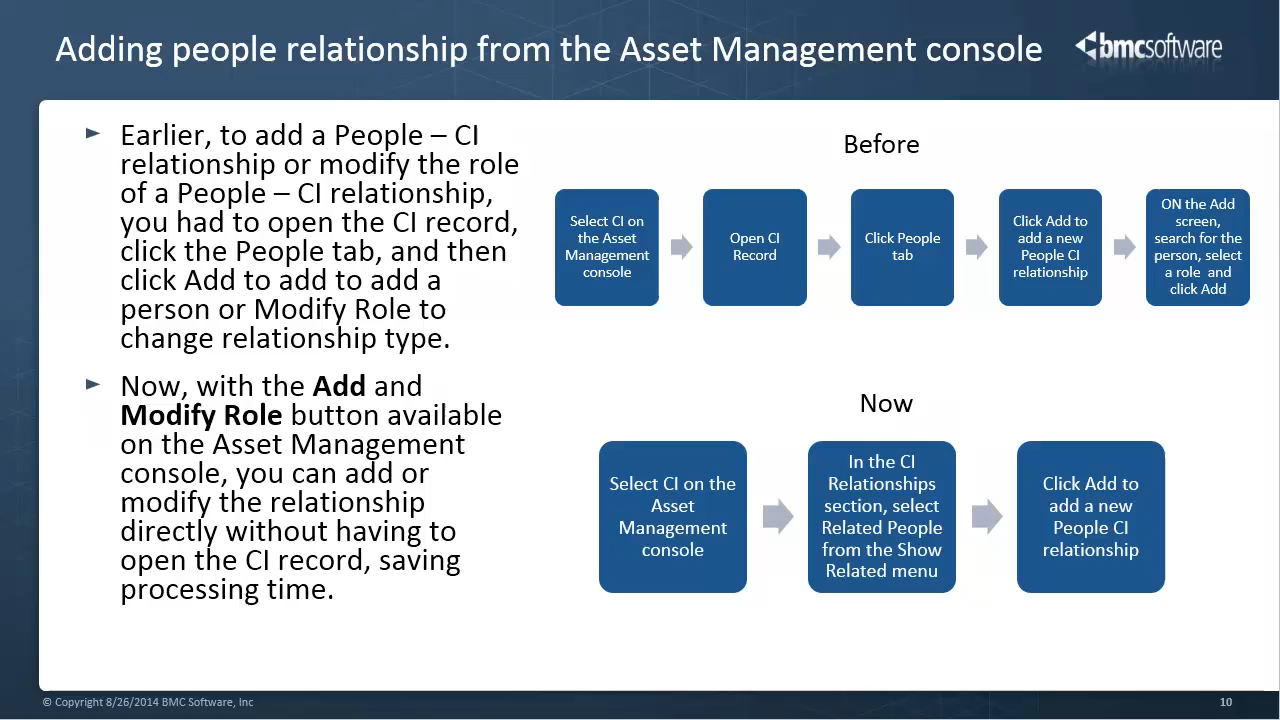 Adding people relationship from the Asset Management console
bmcsoftware
► Earlier, to add a People – CI
relationship or modify the role
of a People – CI relationship,
you had to open the CI record,
click the People tab, and then
click Add to add to add a
person or Modify Role to
change relationship type.
► Now, with the Add and
Modify Role button available
on the Asset Management
console, you can add or
modify the relationship
directly without having to
open the CI record, saving
processing time.
Before
Select CI on
the Asset
Management
console
Open CI
Record
Click People
tab
Click Add to
add a new
People CI
relationship
ON the Add
screen,
search for the
person, select
a role and
click Add
Now
Select CI on the
Asset
Management
console
In the CI
Relationships
section, select
Related People
from the Show
Related menu
Click Add to
add a new
People CI
relationship
© Copyright 8/26/2014 BMC Software, Inc
10